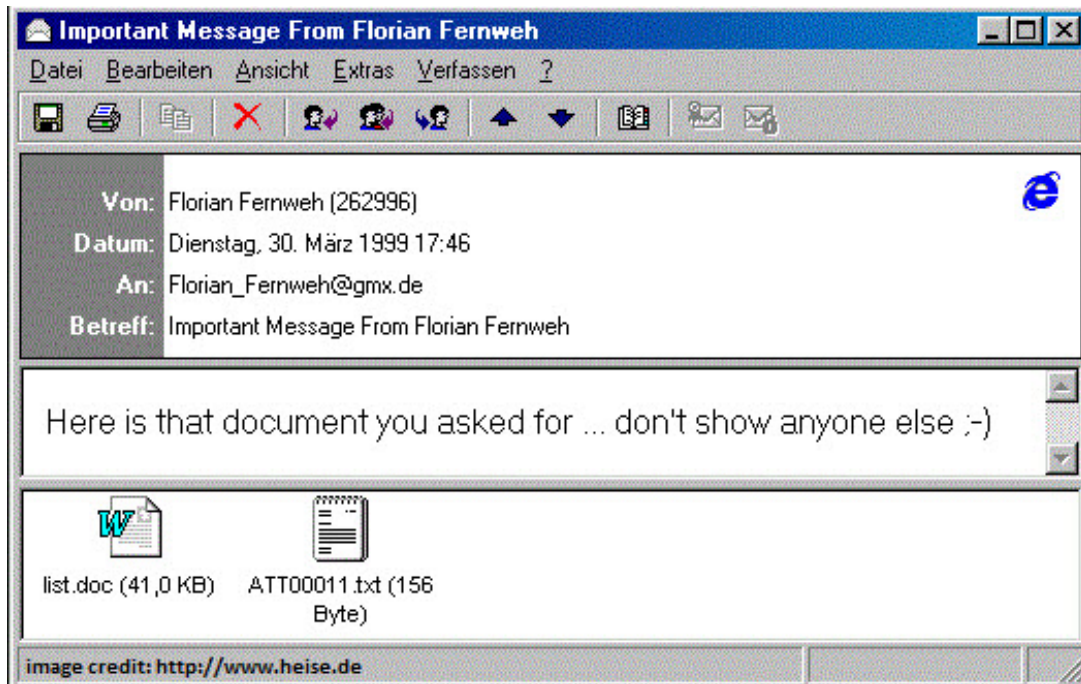 Important Message From Florian Fernweh
Datei Bearbeiten Ansicht Extras Verfassen ?
Von: Florian Fernweh (262996)
Datum: Dienstag, 30. März 1999 17:46
An: Florian_Fernweh@gmx.de
Betreff: Important Message From Florian Fernweh
Here is that document you asked for ... don't show anyone else ;-)
list.doc (41,0 KB) ATT00011.txt (156
Byte)
image credit: http://www.heise.de